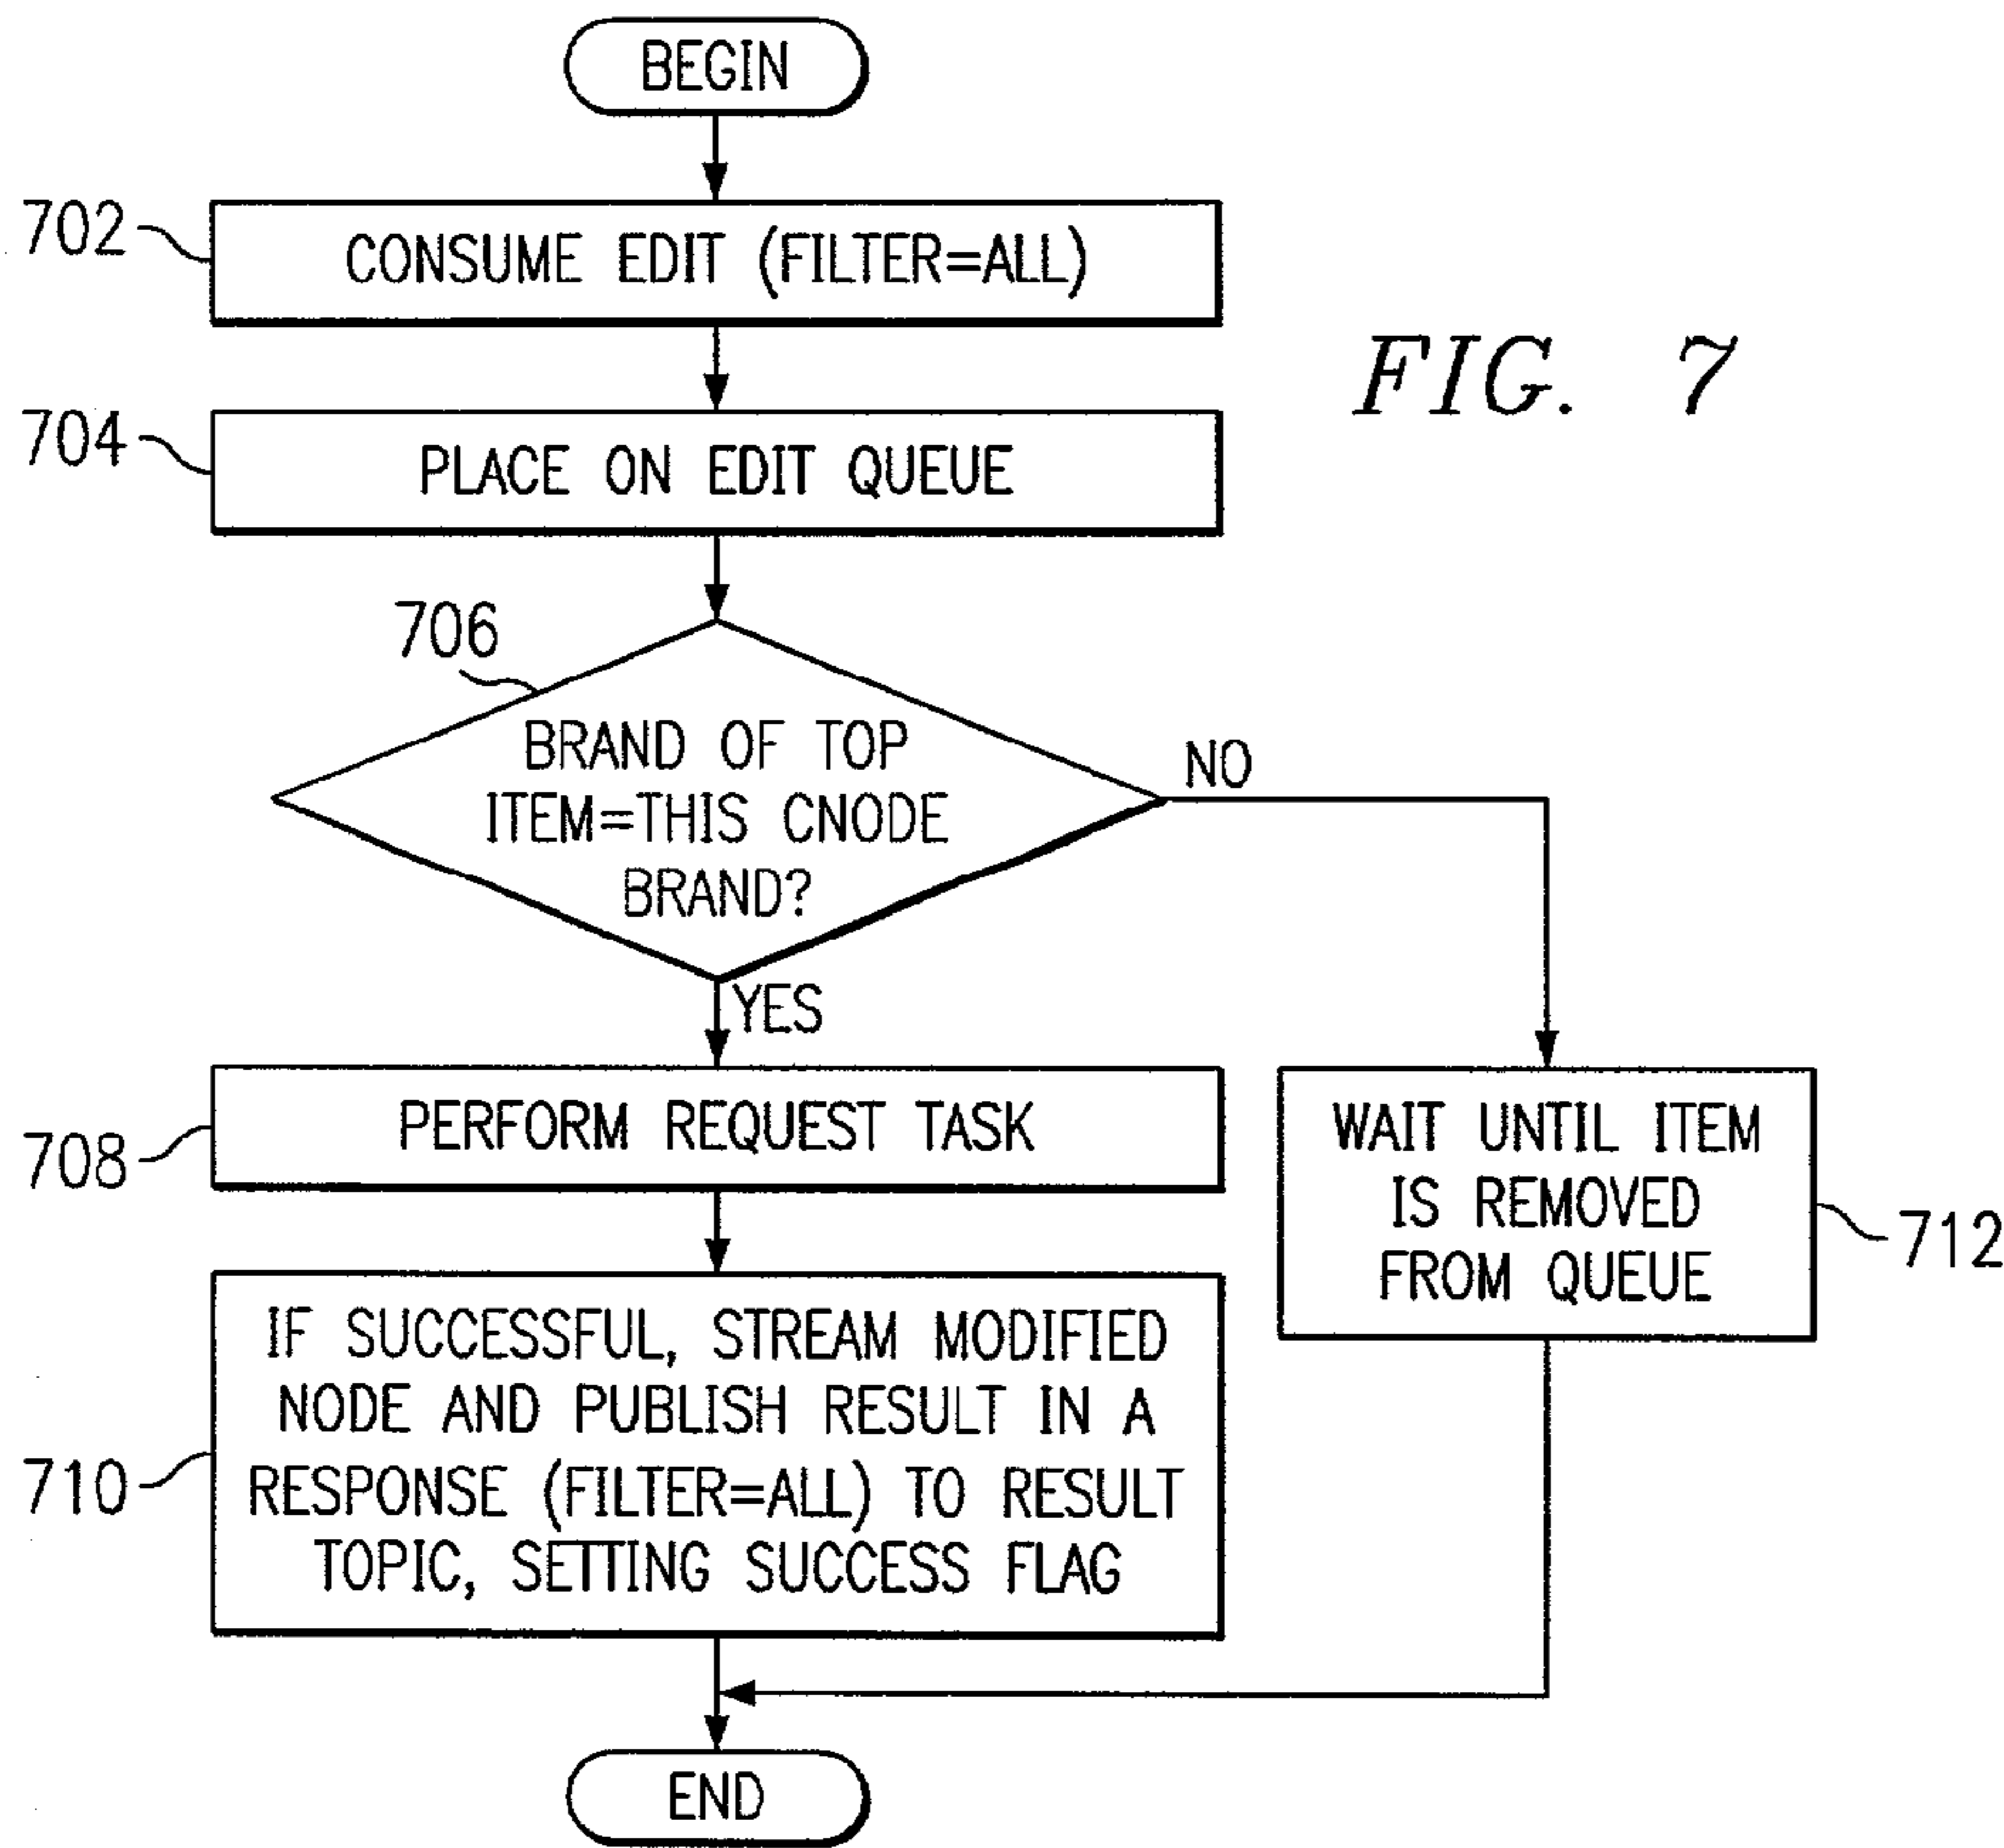 BEGIN
702
CONSUME EDIT (FILTER=ALL)
FIG. 7
704
PLACE ON EDIT QUEUE
706
BRAND OF TOP
ITEM=THIS CNODE
BRAND?
NO
YES
708
PERFORM REQUEST TASK
WAIT UNTIL ITEM
IS REMOVED
FROM QUEUE
712
710
IF SUCCESSFUL, STREAM MODIFIED
NODE AND PUBLISH RESULT IN A
RESPONSE (FILTER=ALL) TO RESULT
TOPIC, SETTING SUCCESS FLAG
END